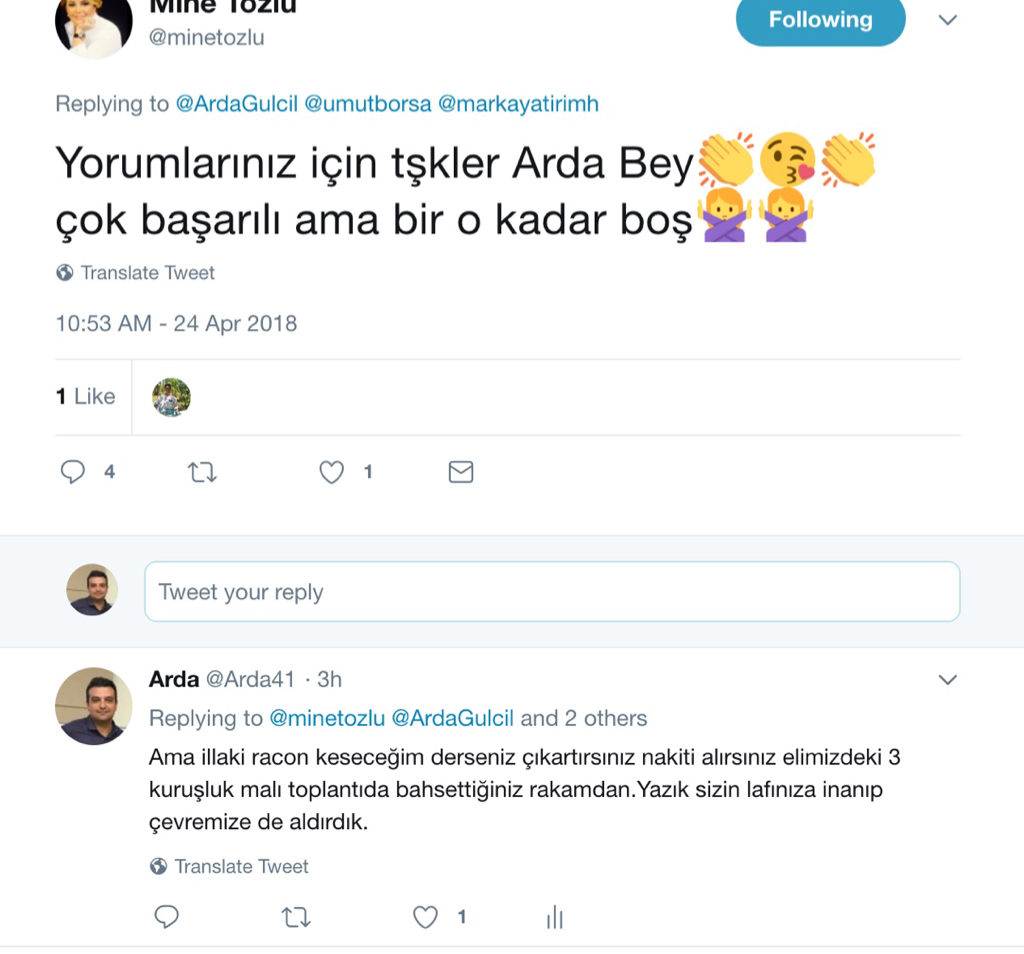 Mine Tozlu
@minetozlu
Following
Replying to @ArdaGulcil @umutborsa @markayatirimh
Yorumlarınız için tşkler Arda Bey👏😘👏
çok başarılı ama bir o kadar boş🙅🙅
Translate Tweet
10:53 AM - 24 Apr 2018
1 Like
4
1
Tweet your reply
Arda @Arda41 · 3h
Replying to @minetozlu @ArdaGulcil and 2 others
Ama illaki racon keseceğim derseniz çıkartırsınız nakiti alırsınız elimizdeki 3
kuruşluk malı toplantıda bahsettiğiniz rakamdan.Yazık sizin lafınıza inanıp
çevremize de aldırdık.
Translate Tweet
1